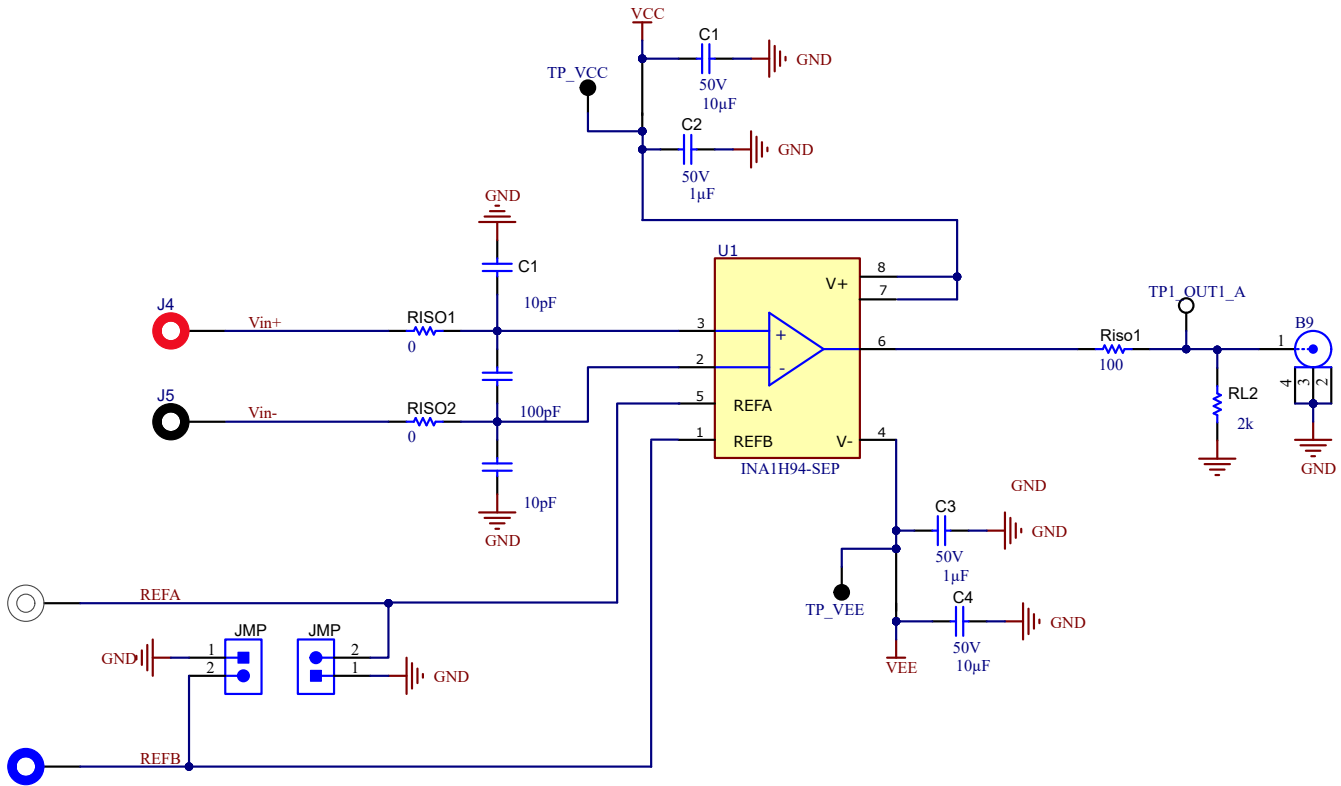 VCC
C1
GND
50V
10µF
TP_VCC
C2
GND
50V
1µF
GND
C1
10pF
U1
V+
8
7
J4
Vin+
RISO1
0
3
+
2
-
6
TP1_OUT1_A
Riso1
100
B9
1
4
3
2
RL2
2k
GND
J5
Vin-
RISO2
0
100pF
5
REFA
1
REFB
V-
4
INA1H94-SEP
10pF
GND
GND
C3
GND
50V
1µF
TP_VEE
C4
GND
50V
10µF
VEE
REFA
JMP
JMP
GND
1
2
2
1
GND
REFB